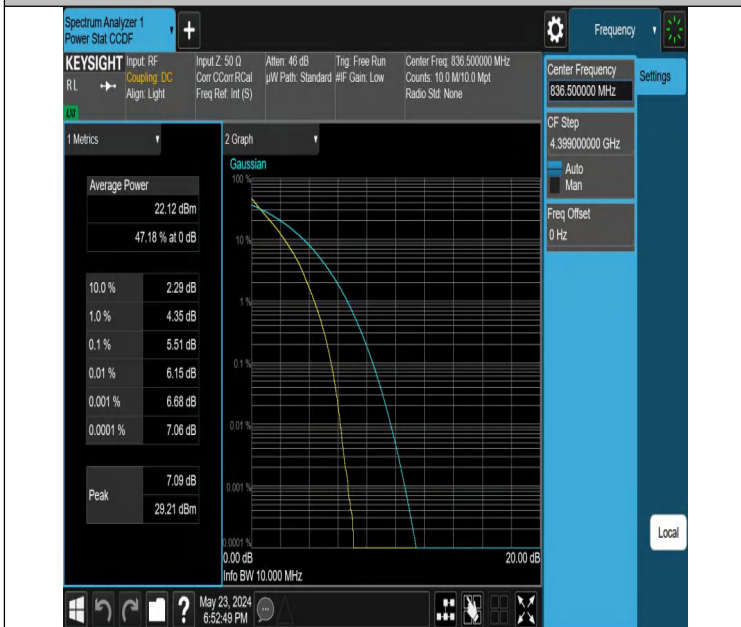 Spectrum Analyzer 1
Power Stat CCDF
+
Frequency
KEYSIGHT
RL
Input: RF
Coupling: DC
Align: Light
Input Z: 50 Ω
Corr CCorr RCal
Freq Ref: Int (S)
Atten: 46 dB
µW Path: Standard
Trig: Free Run
#IF Gain: Low
Center Freq: 836.500000 MHz
Counts: 10.0 M/10.0 Mpt
Radio Std: None
1 Metrics
Average Power
22.12 dBm
47.18 % at 0 dB
10.0 % 2.29 dB
1.0 % 4.35 dB
0.1 % 5.51 dB
0.01 % 6.15 dB
0.001 % 6.68 dB
0.0001 % 7.06 dB
Peak
7.09 dB
29.21 dBm
2 Graph
Gaussian
100 %
10 %
1 %
0.1 %
0.01 %
0.001 %
0.0001 %
0.00 dB
20.00 dB
Info BW 10.000 MHz
Center Frequency
836.500000 MHz
Settings
CF Step
4.399000000 GHz
Auto
Man
Freq Offset
0 Hz
Local
?
May 23, 2024
6:52:49 PM